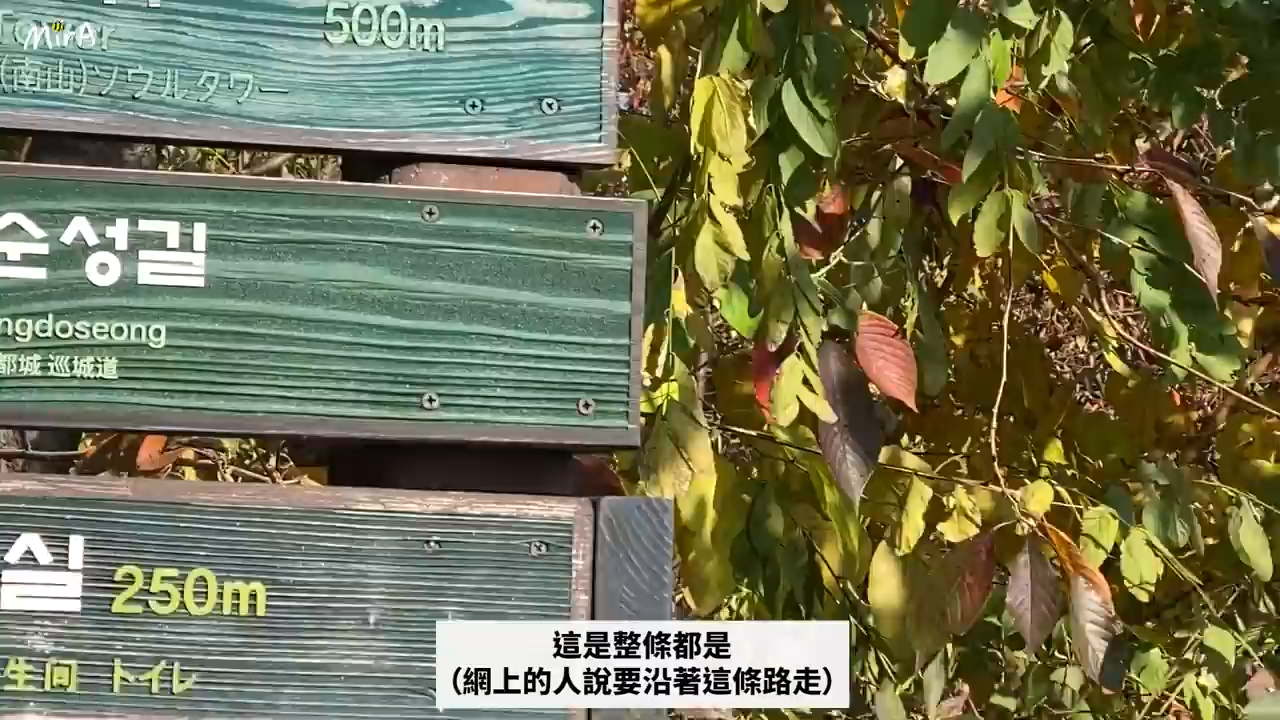 MirA
500m
(南山)ソウルタワー
순성길
ngdoseong
都城 巡城道
실 250m
生间 トイレ
這是整條都是
（網上的人說要沿著這條路走）